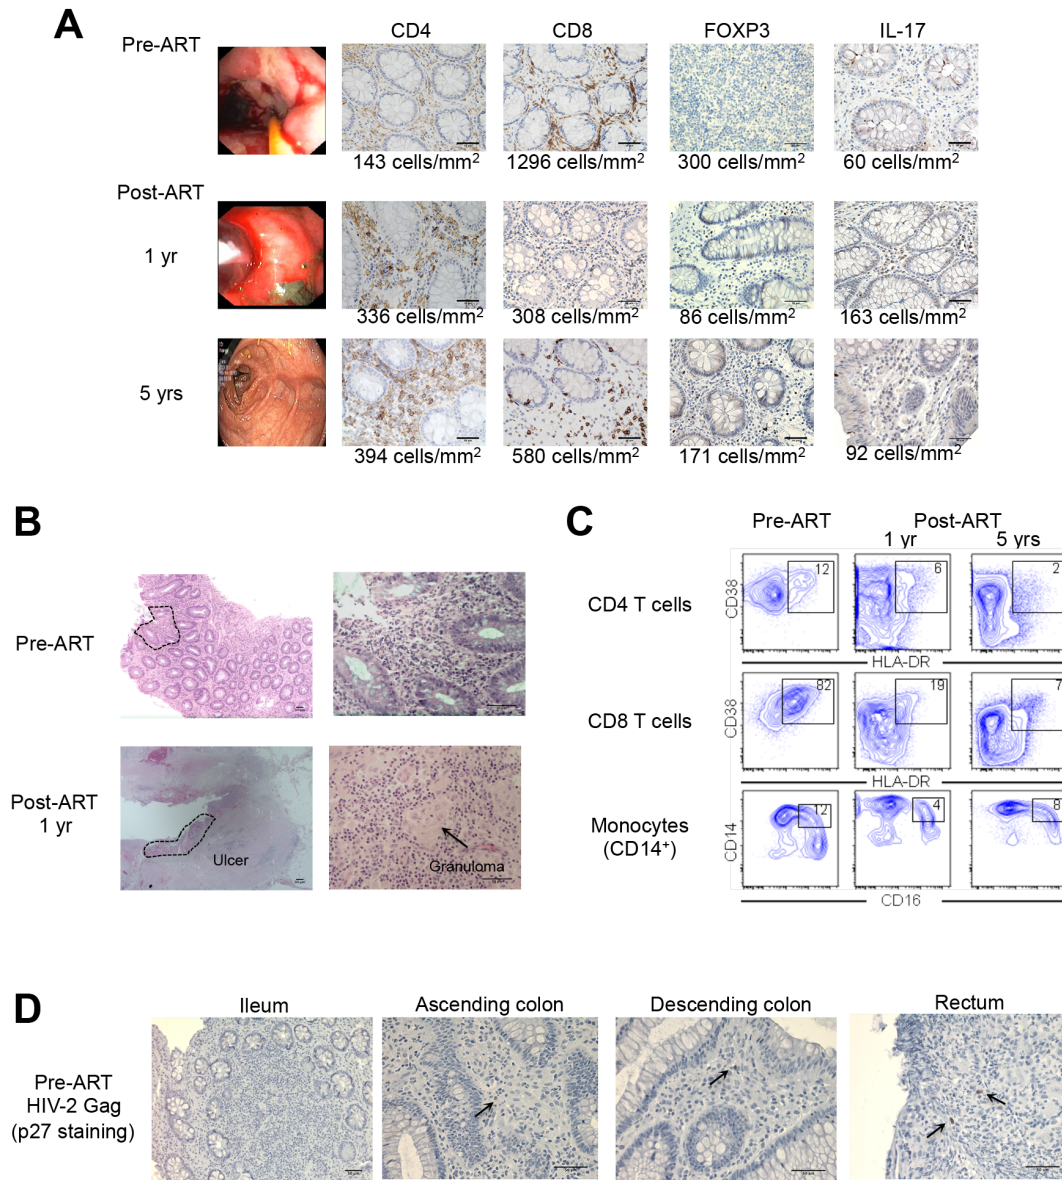 A
CD4
CD8
FOXP3
IL-17
Pre-ART
143 cells/mm²
1296 cells/mm²
300 cells/mm²
60 cells/mm²
Post-ART
1 yr
336 cells/mm²
308 cells/mm²
86 cells/mm²
163 cells/mm²
5 yrs
394 cells/mm²
580 cells/mm²
171 cells/mm²
92 cells/mm²
B
Pre-ART
Post-ART
1 yr
Ulcer
Granuloma
C
Pre-ART
Post-ART
1 yr
5 yrs
CD4 T cells
CD38
12
6
2
HLA-DR
CD8 T cells
CD38
82
19
7
HLA-DR
Monocytes
(CD14⁺)
CD14
12
4
8
CD16
D
Ileum
Ascending colon
Descending colon
Rectum
Pre-ART
HIV-2 Gag
(p27 staining)